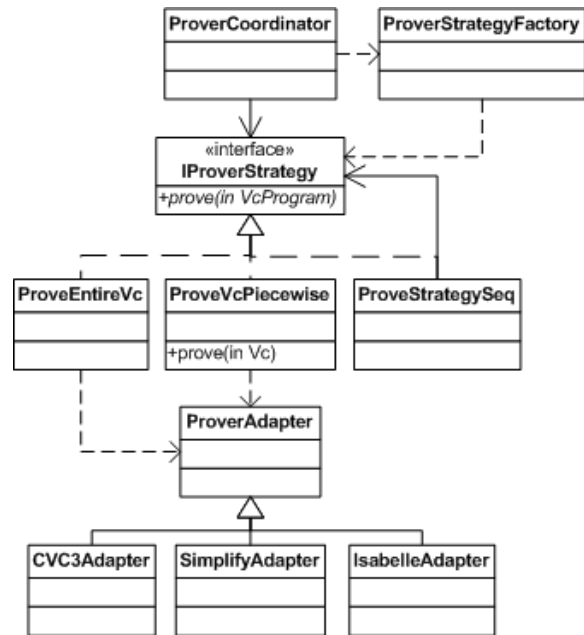 ProverCoordinator
ProverStrategyFactory
«interface»
IProverStrategy
+prove(in VcProgram)
ProveEntireVc
ProveVcPiecewise
ProveStrategySeq
+prove(in Vc)
ProverAdapter
CVC3Adapter
SimplifyAdapter
IsabelleAdapter